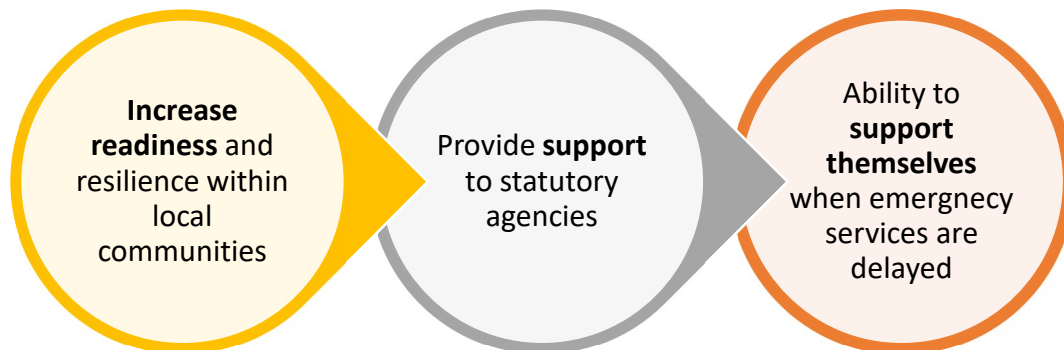 Increase
readiness and
resilience within
local
communities
Provide support
to statutory
agencies
Ability to
support
themselves
when emergnecy
services are
delayed